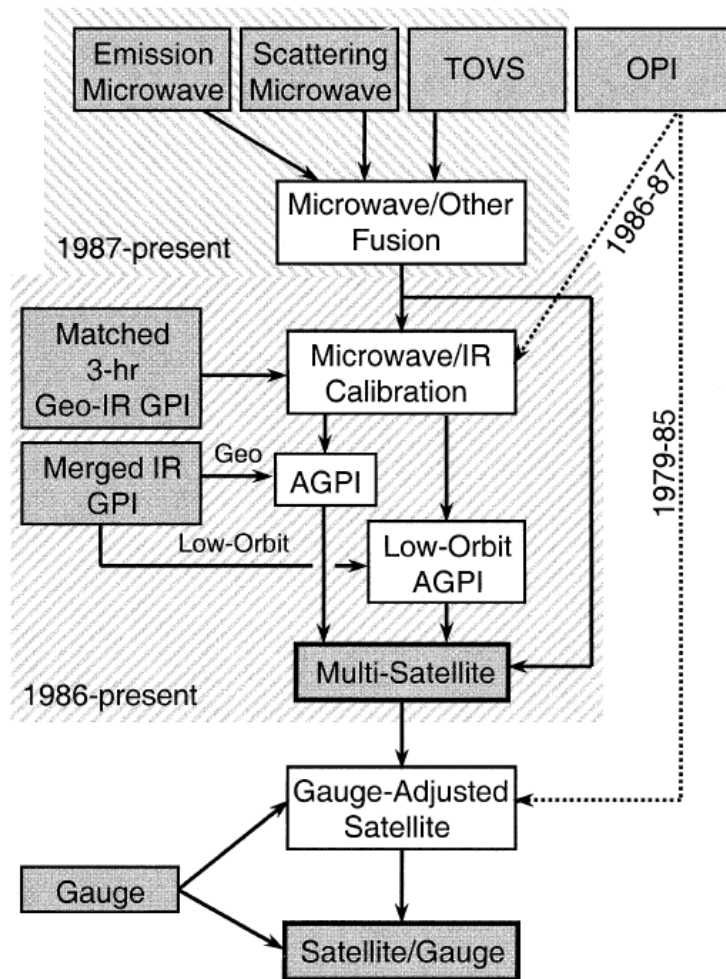 Emission
Microwave
Scattering
Microwave
TOVS
OPI
Microwave/Other
Fusion
1987-present
1986-87
Matched
3-hr
Geo-IR GPI
Microwave/IR
Calibration
Merged IR
GPI
Geo
AGPI
Low-Orbit
Low-Orbit
AGPI
1979-85
Multi-Satellite
1986-present
Gauge-Adjusted
Satellite
Gauge
Satellite/Gauge